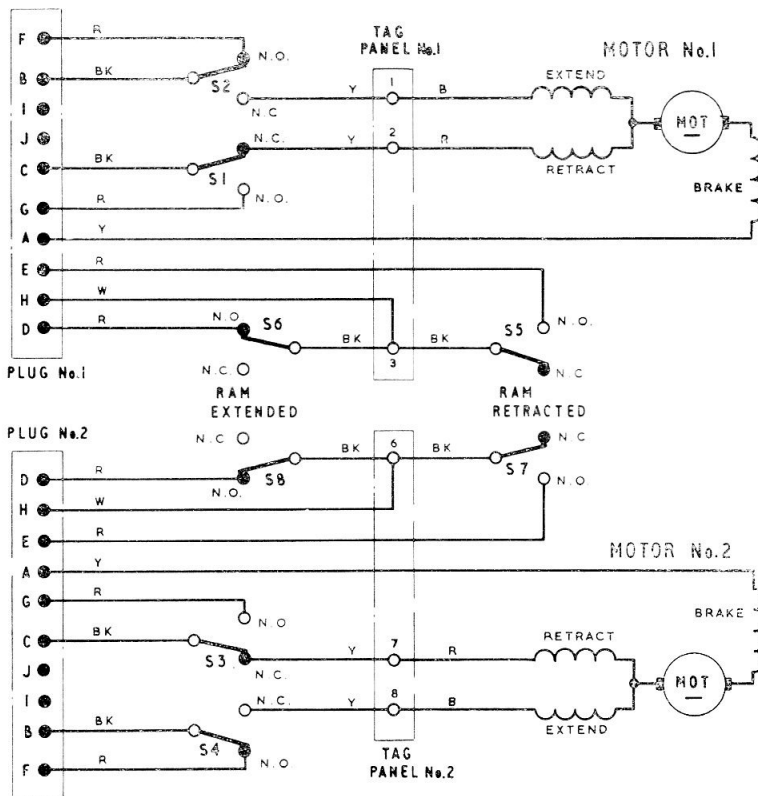 F R N.O. TAG PANEL No.1 MOTOR No.1
B BK S2 1 EXTEND
I N.C Y B
J N.C. 2 MOT
C BK S1 Y R RETRACT
G R N.O. BRAKE
A Y
E R
H W
D R N.O S6 BK 3 BK S5 N.O.
PLUG No.1 N.C. N.C
RAM EXTENDED RAM RETRACTED
PLUG No.2 N.C 6 N.C
D R N.O. S8 BK BK S7 N.O.
H W
E R
A Y MOTOR No.2
G R N.O BRAKE
C BK S3 N.C. Y 7 R RETRACT
J MOT
I N.C. Y 8 B
B BK S4 EXTEND
F R N.O TAG PANEL No.2